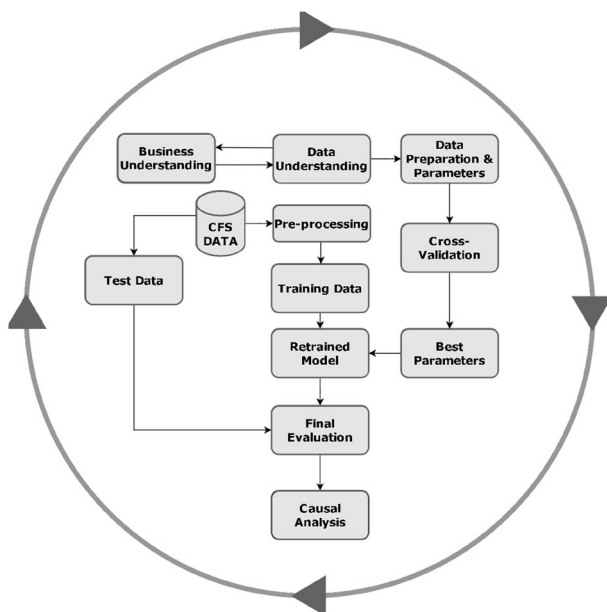 Business
Understanding
Data
Understanding
Data
Preparation &
Parameters
CFS
DATA
Pre-processing
Cross-
Validation
Test Data
Training Data
Retrained
Model
Best
Parameters
Final
Evaluation
Causal
Analysis